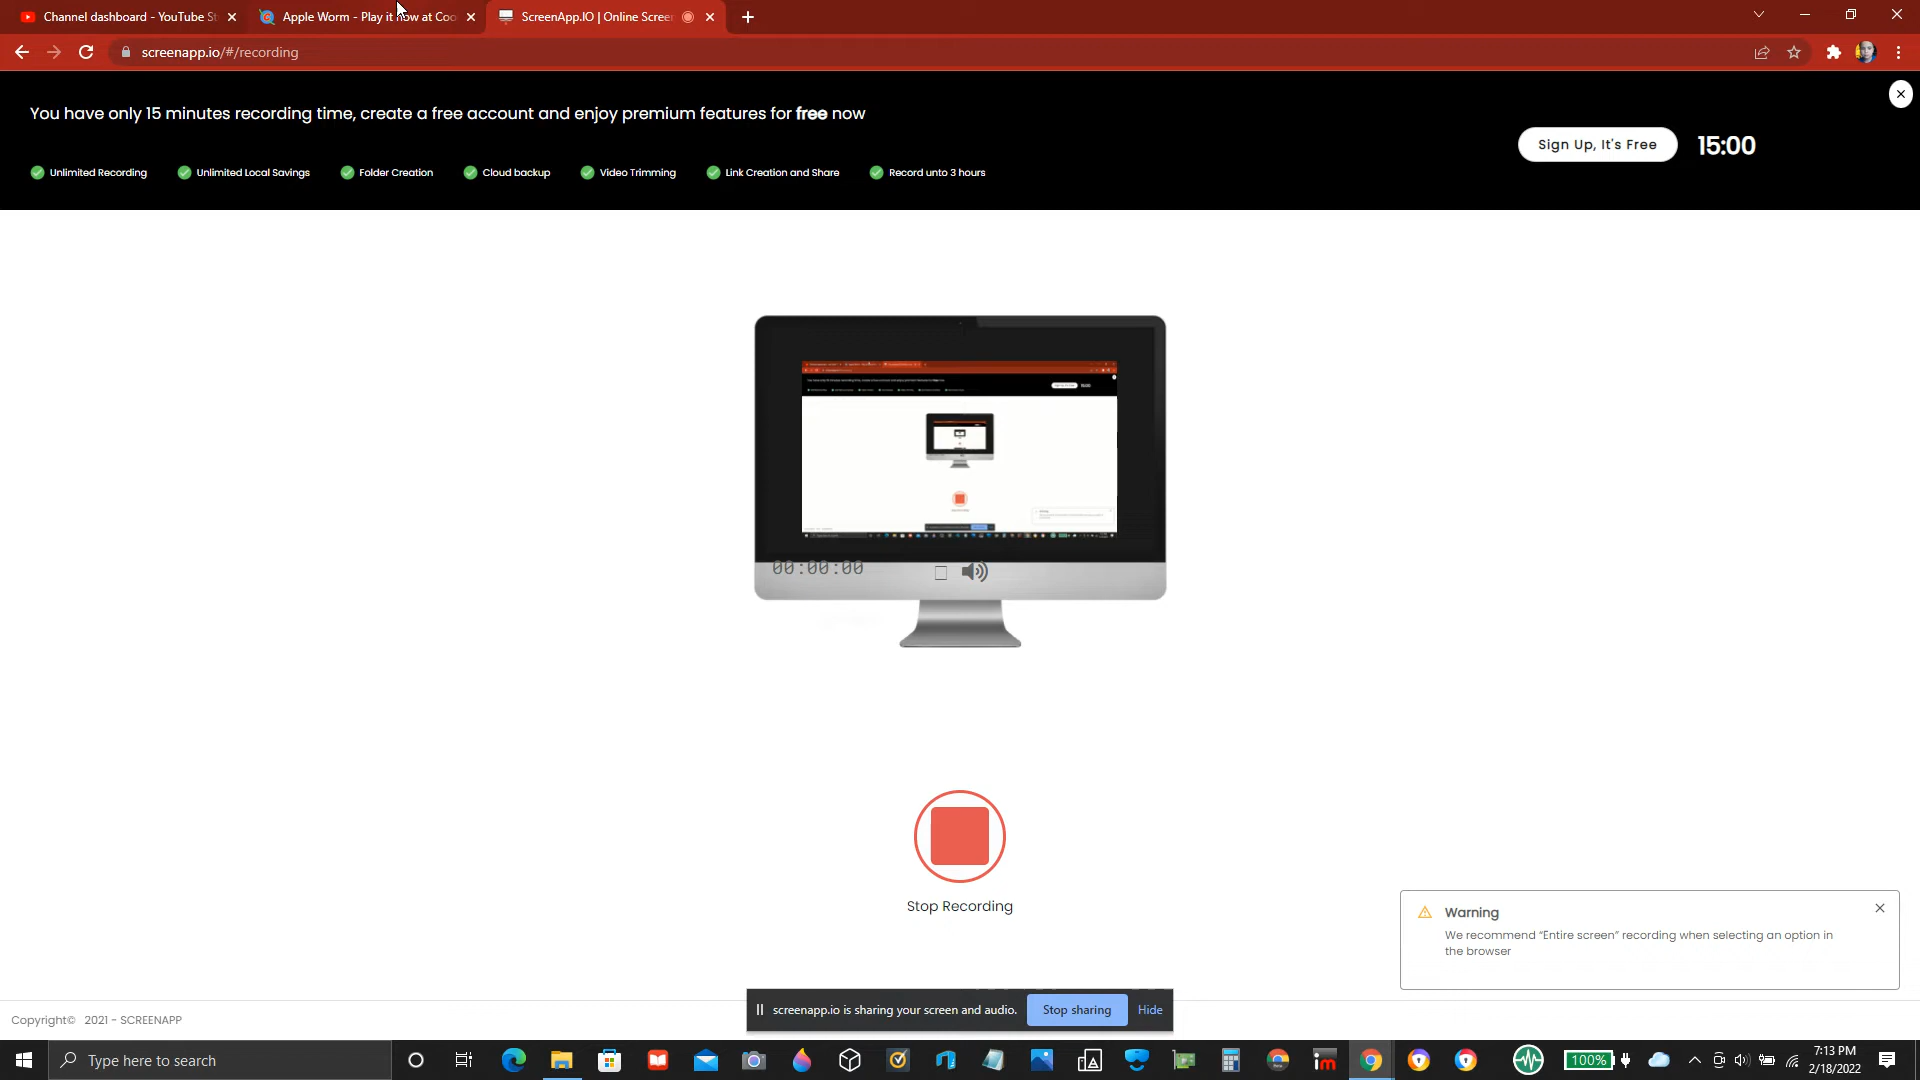 Channel dashboard - YouTube St
Apple Worm - Play it now at Coo
ScreenApp.IO | Online Screen
screenapp.io/#/recording
You have only 15 minutes recording time, create a free account and enjoy premium features for free now
Sign Up, It's Free
15:00
Unlimited Recording
Unlimited Local Savings
Folder Creation
Cloud backup
Video Trimming
Link Creation and Share
Record unto 3 hours
00:00:00
Stop Recording
Warning
We recommend “Entire screen” recording when selecting an option in
the browser
screenapp.io is sharing your screen and audio.
Stop sharing
Hide
Copyright© 2021 - SCREENAPP
Type here to search
100%
7:13 PM
2/18/2022